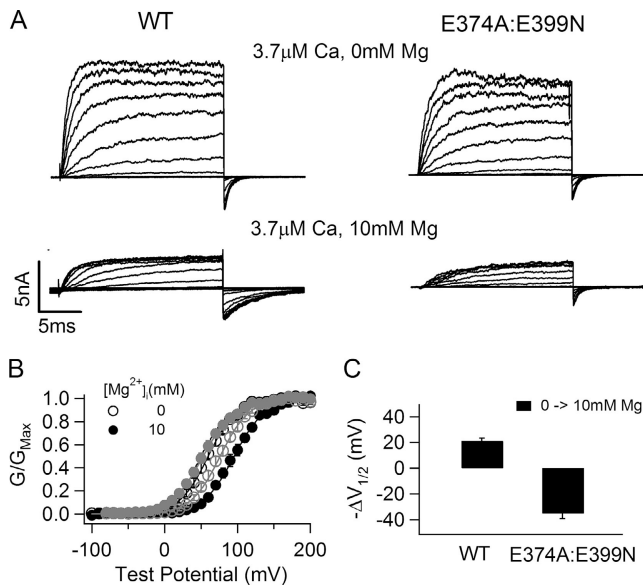 A
WT
E374A:E399N
3.7μM Ca, 0mM Mg
3.7μM Ca, 10mM Mg
5nA
5ms
B
[Mg2+]i(mM)
0
10
1.0
0.8
0.6
0.4
0.2
0.0
G/GMax
-100
0
100
200
Test Potential (mV)
C
0 -> 10mM Mg
40
20
0
-20
-40
-ΔV1/2 (mV)
WT
E374A:E399N